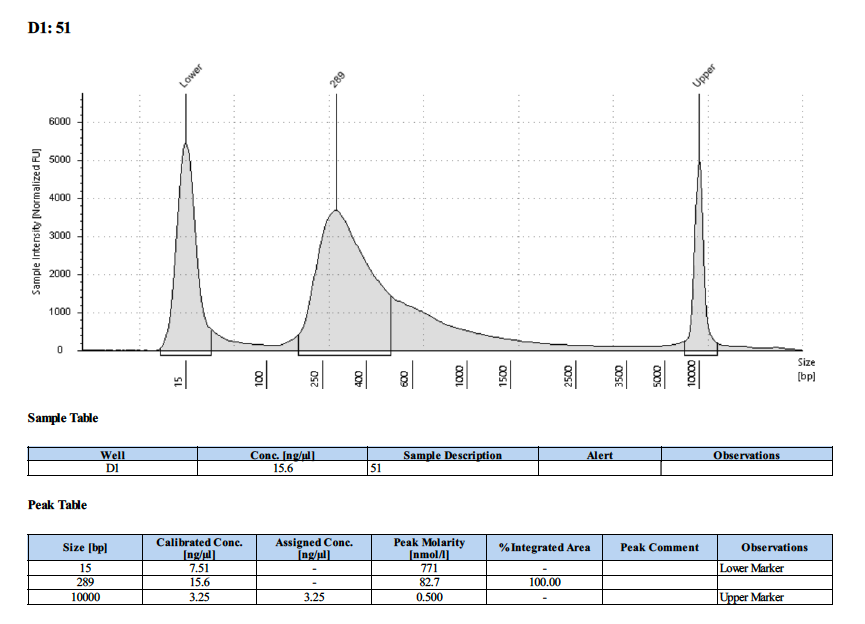 D1: 51
Lower
289
Upper
Sample Intensity [Normalized FU]
6000
5000
4000
3000
2000
1000
0
15
100
250
400
600
1000
1500
2500
3500
5000
10000
Size
[bp]
Sample Table
Well Conc. [ng/µl] Sample Description Alert Observations
D1 15.6 51
Peak Table
Size [bp] Calibrated Conc. [ng/µl] Assigned Conc. [ng/µl] Peak Molarity [nmol/l] % Integrated Area Peak Comment Observations
15 7.51 - 771 - Lower Marker
289 15.6 - 82.7 100.00
10000 3.25 3.25 0.500 - Upper Marker